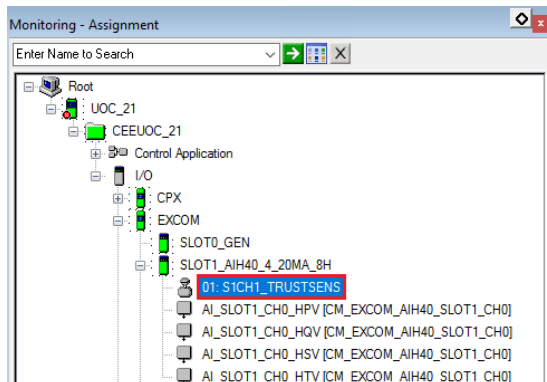 Monitoring - Assignment
Enter Name to Search
Root
UOC_21
CEEUOC_21
Control Application
I/O
CPX
EXCOM
SLOT0_GEN
SLOT1_AIH40_4_20MA_8H
01: S1CH1_TRUSTSENS
AI_SLOT1_CH0_HPV [CM_EXCOM_AIH40_SLOT1_CH0]
AI_SLOT1_CH0_HQV [CM_EXCOM_AIH40_SLOT1_CH0]
AI_SLOT1_CH0_HSV [CM_EXCOM_AIH40_SLOT1_CH0]
AI_SLOT1_CH0_HTV [CM_EXCOM_AIH40_SLOT1_CH0]